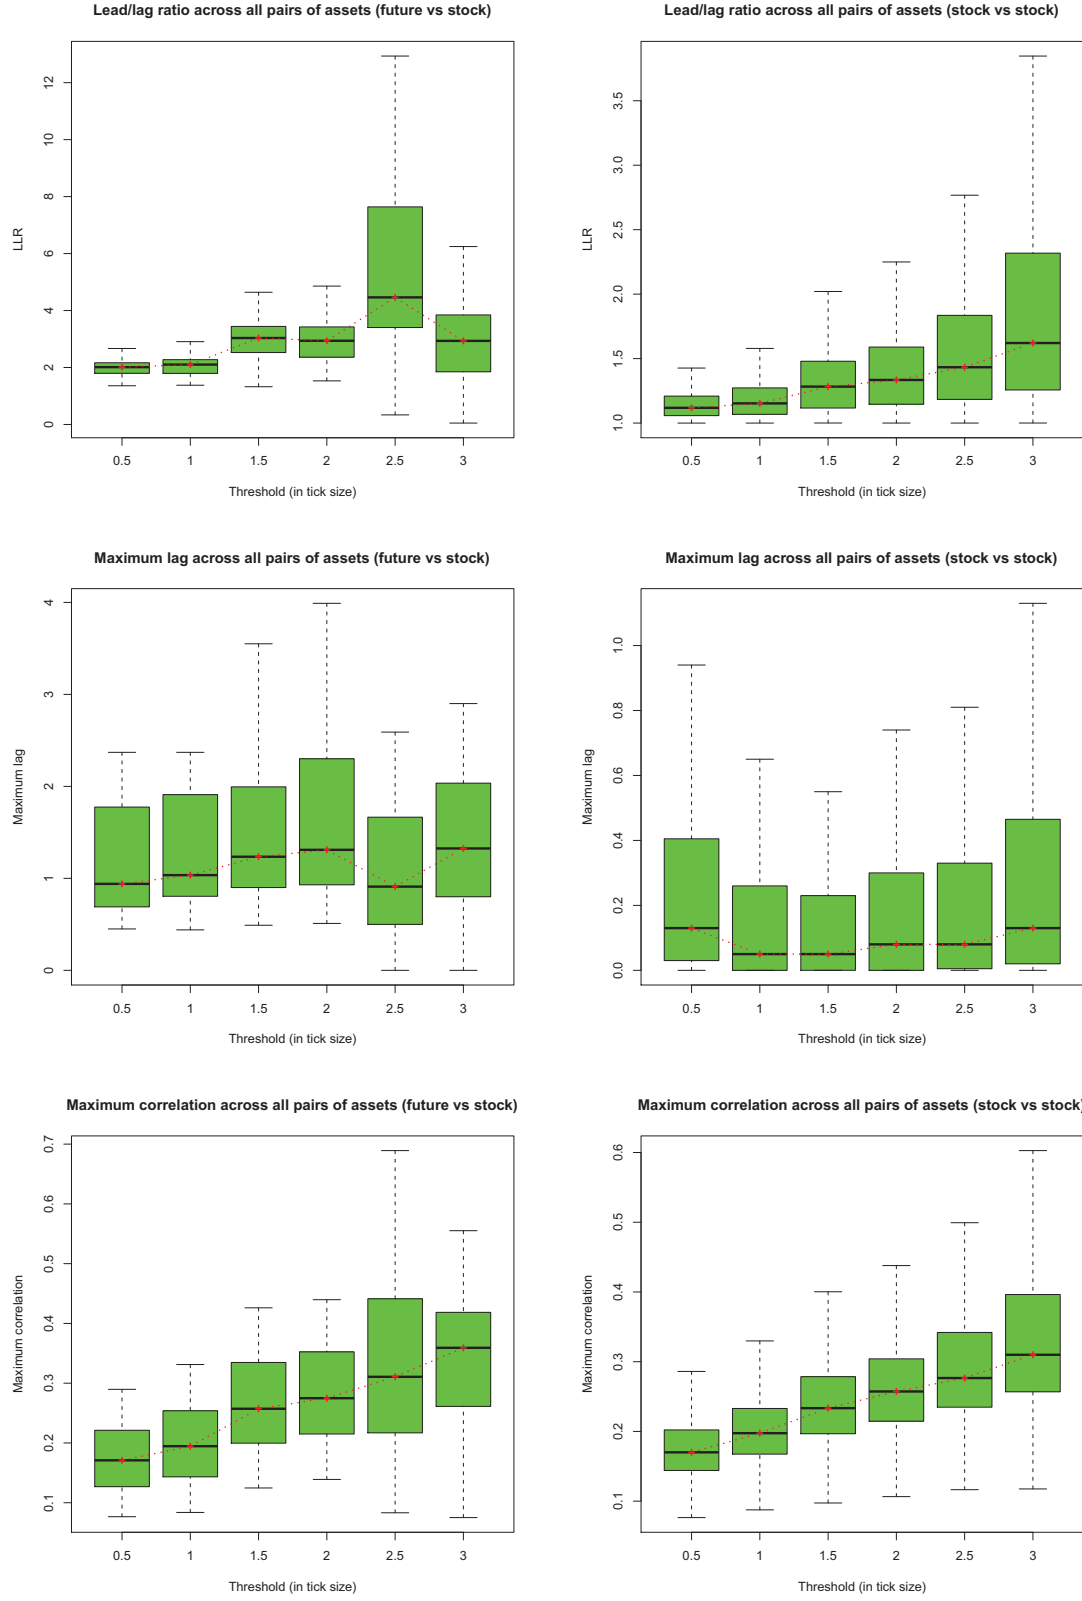 Lead/lag ratio across all pairs of assets (future vs stock)
LLR
12
10
8
6
4
2
0
0.5 1 1.5 2 2.5 3
Threshold (in tick size)
Lead/lag ratio across all pairs of assets (stock vs stock)
LLR
3.5
3.0
2.5
2.0
1.5
1.0
0.5 1 1.5 2 2.5 3
Threshold (in tick size)
Maximum lag across all pairs of assets (future vs stock)
Maximum lag
4
3
2
1
0
0.5 1 1.5 2 2.5 3
Threshold (in tick size)
Maximum lag across all pairs of assets (stock vs stock)
Maximum lag
1.0
0.8
0.6
0.4
0.2
0.0
0.5 1 1.5 2 2.5 3
Threshold (in tick size)
Maximum correlation across all pairs of assets (future vs stock)
Maximum correlation
0.7
0.6
0.5
0.4
0.3
0.2
0.1
0.5 1 1.5 2 2.5 3
Threshold (in tick size)
Maximum correlation across all pairs of assets (stock vs stock)
Maximum correlation
0.6
0.5
0.4
0.3
0.2
0.1
0.5 1 1.5 2 2.5 3
Threshold (in tick size)